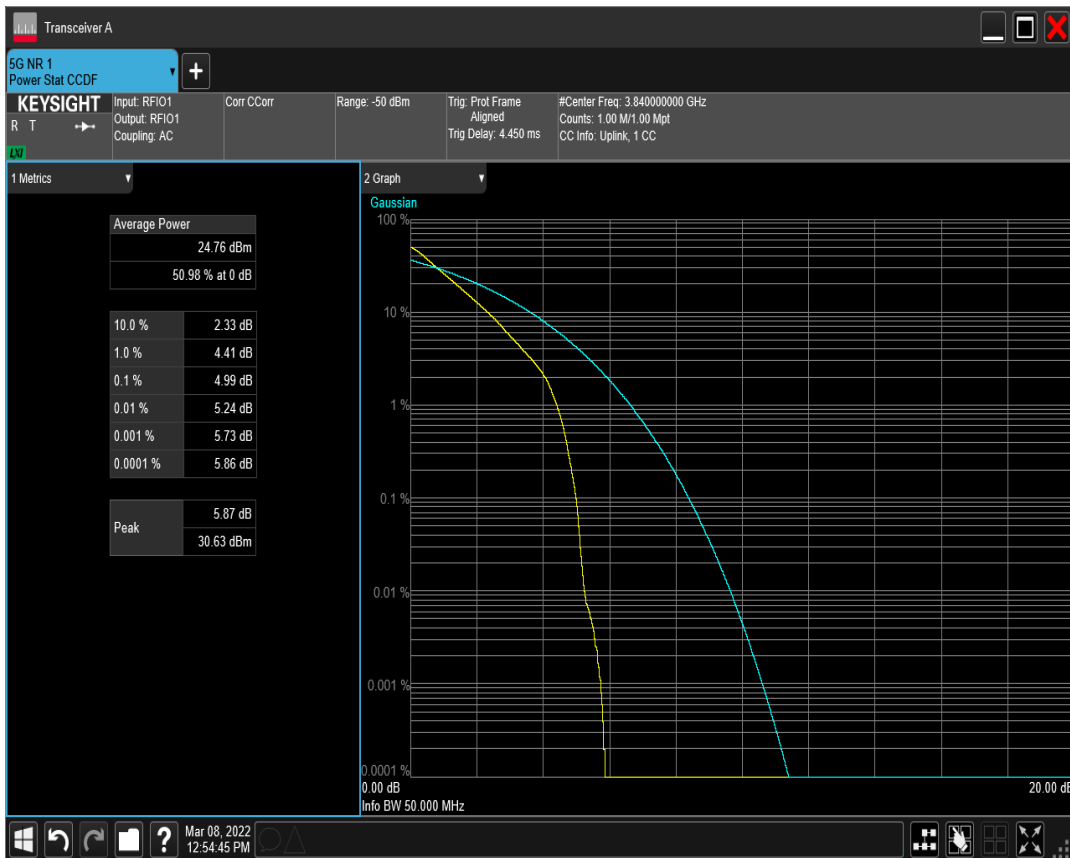 Transceiver A
5G NR 1
Power Stat CCDF
KEYSIGHT
R T
LXI
Input: RFIO1
Output: RFIO1
Coupling: AC
Corr CCorr
Range: -50 dBm
Trig: Prot Frame
Aligned
Trig Delay: 4.450 ms
#Center Freq: 3.840000000 GHz
Counts: 1.00 M/1.00 Mpt
CC Info: Uplink, 1 CC
1 Metrics
Average Power
24.76 dBm
50.98 % at 0 dB
10.0 % 2.33 dB
1.0 % 4.41 dB
0.1 % 4.99 dB
0.01 % 5.24 dB
0.001 % 5.73 dB
0.0001 % 5.86 dB
Peak
5.87 dB
30.63 dBm
2 Graph
Gaussian
100 %
10 %
1 %
0.1 %
0.01 %
0.001 %
0.0001 %
0.00 dB 20.00 dB
Info BW 50.000 MHz
Mar 08, 2022
12:54:45 PM